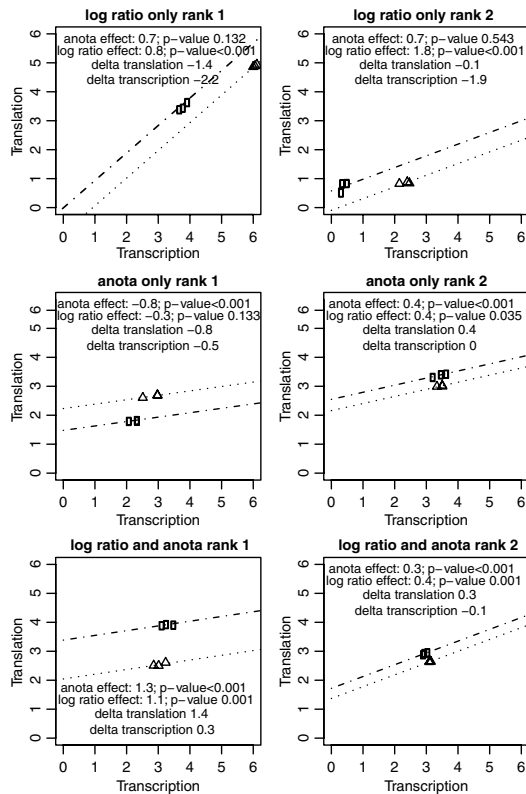 log ratio only rank 1
anota effect: 0.7; p−value 0.132
log ratio effect: 0.8; p−value<0.001
delta translation −1.4
delta transcription −2.2
Translation
6
5
4
3
2
1
0
0 1 2 3 4 5 6
Transcription
log ratio only rank 2
anota effect: 0.7; p−value 0.543
log ratio effect: 1.8; p−value<0.001
delta translation −0.1
delta transcription −1.9
Translation
6
5
4
3
2
1
0
0 1 2 3 4 5 6
Transcription
anota only rank 1
anota effect: −0.8; p−value<0.001
log ratio effect: −0.3; p−value 0.133
delta translation −0.8
delta transcription −0.5
Translation
6
5
4
3
2
1
0
0 1 2 3 4 5 6
Transcription
anota only rank 2
anota effect: 0.4; p−value<0.001
log ratio effect: 0.4; p−value 0.035
delta translation 0.4
delta transcription 0
Translation
6
5
4
3
2
1
0
0 1 2 3 4 5 6
Transcription
log ratio and anota rank 1
Translation
6
5
4
3
2
1
0
anota effect: 1.3; p−value<0.001
log ratio effect: 1.1; p−value 0.001
delta translation 1.4
delta transcription 0.3
0 1 2 3 4 5 6
Transcription
log ratio and anota rank 2
anota effect: 0.3; p−value<0.001
log ratio effect: 0.4; p−value 0.001
delta translation 0.3
delta transcription −0.1
Translation
6
5
4
3
2
1
0
0 1 2 3 4 5 6
Transcription